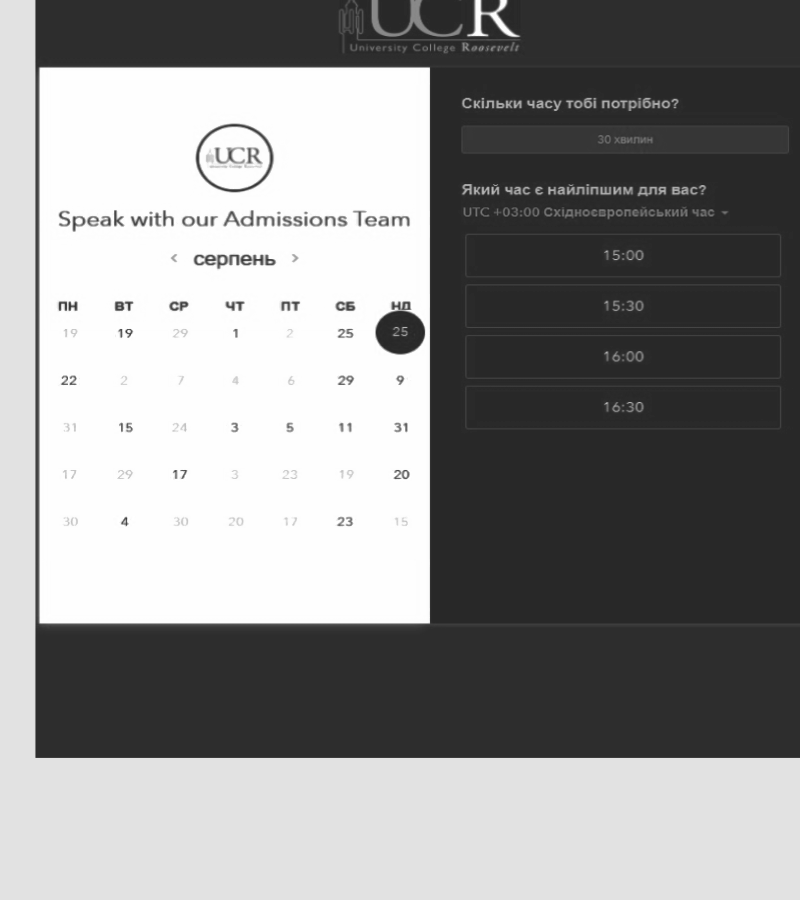 UCR
University College Roosevelt
UCR
Speak with our Admissions Team
< серпень >
ПН ВТ СР ЧТ ПТ СБ НД
19 19 29 1 2 25 25
22 2 7 4 6 29 9
31 15 24 3 5 11 31
17 29 17 3 23 19 20
30 4 30 20 17 23 15
Скільки часу тобі потрібно?
30 хвилин
Який час є найліпшим для вас?
UTC +03:00 Східноєвропейський час
15:00
15:30
16:00
16:30